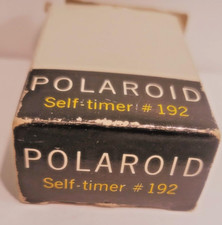 POLAROID
Self-timer # 192
POLAROID
Self-timer # 192